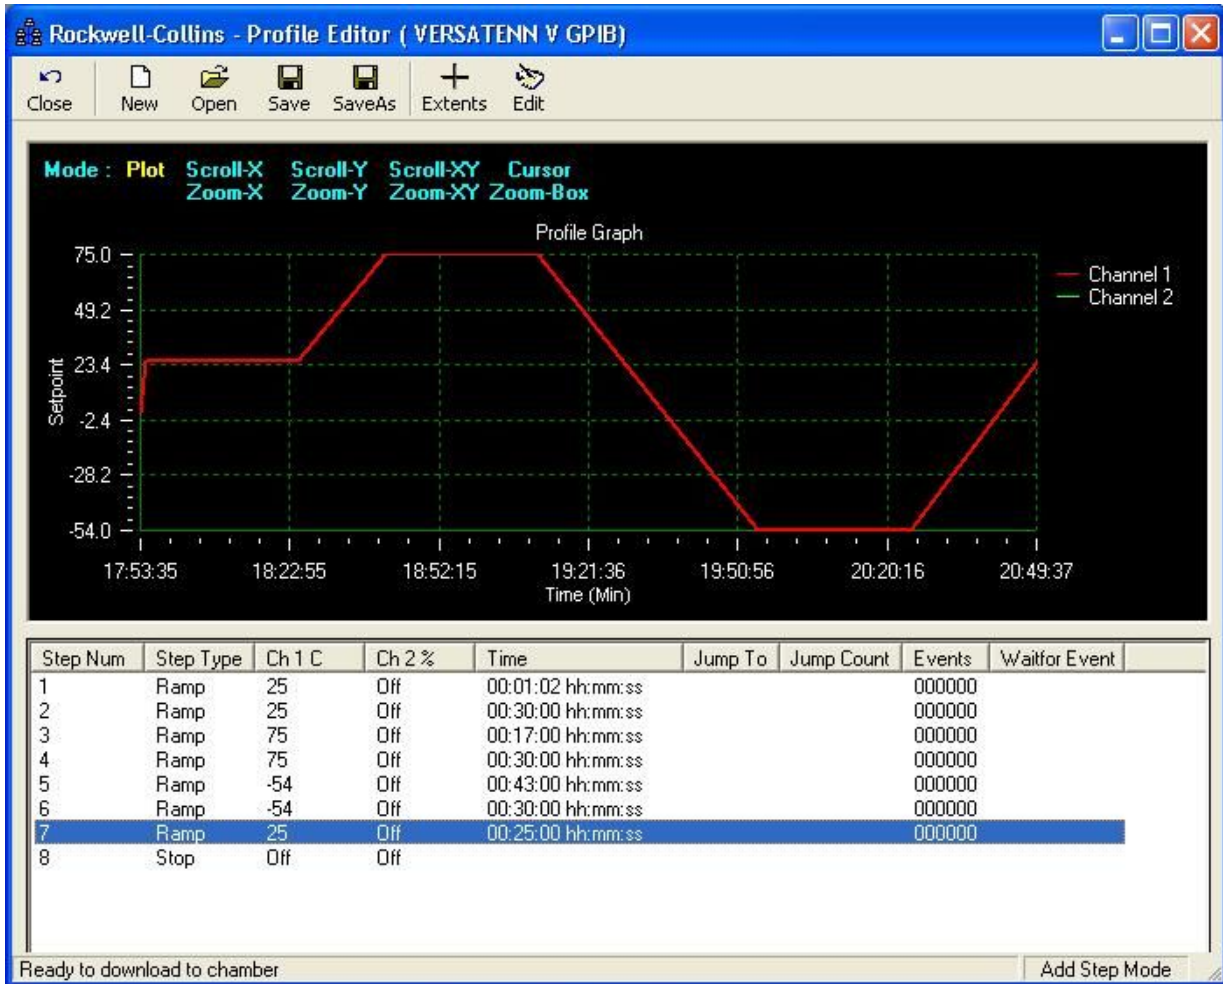 Rockwell-Collins - Profile Editor ( VERSATENN V GPIB)
Close New Open Save SaveAs Extents Edit
Mode : Plot Scroll-X Scroll-Y Scroll-XY Cursor
Zoom-X Zoom-Y Zoom-XY Zoom-Box
Profile Graph
75.0
49.2
23.4
-2.4
-28.2
-54.0
Setpoint
Channel 1
Channel 2
17:53:35 18:22:55 18:52:15 19:21:36 19:50:56 20:20:16 20:49:37
Time (Min)
Step Num Step Type Ch 1 C Ch 2 % Time Jump To Jump Count Events Waitfor Event
1 Ramp 25 Off 00:01:02 hh:mm:ss 000000
2 Ramp 25 Off 00:30:00 hh:mm:ss 000000
3 Ramp 75 Off 00:17:00 hh:mm:ss 000000
4 Ramp 75 Off 00:30:00 hh:mm:ss 000000
5 Ramp -54 Off 00:43:00 hh:mm:ss 000000
6 Ramp -54 Off 00:30:00 hh:mm:ss 000000
7 Ramp 25 Off 00:25:00 hh:mm:ss 000000
8 Stop Off Off
Ready to download to chamber
Add Step Mode